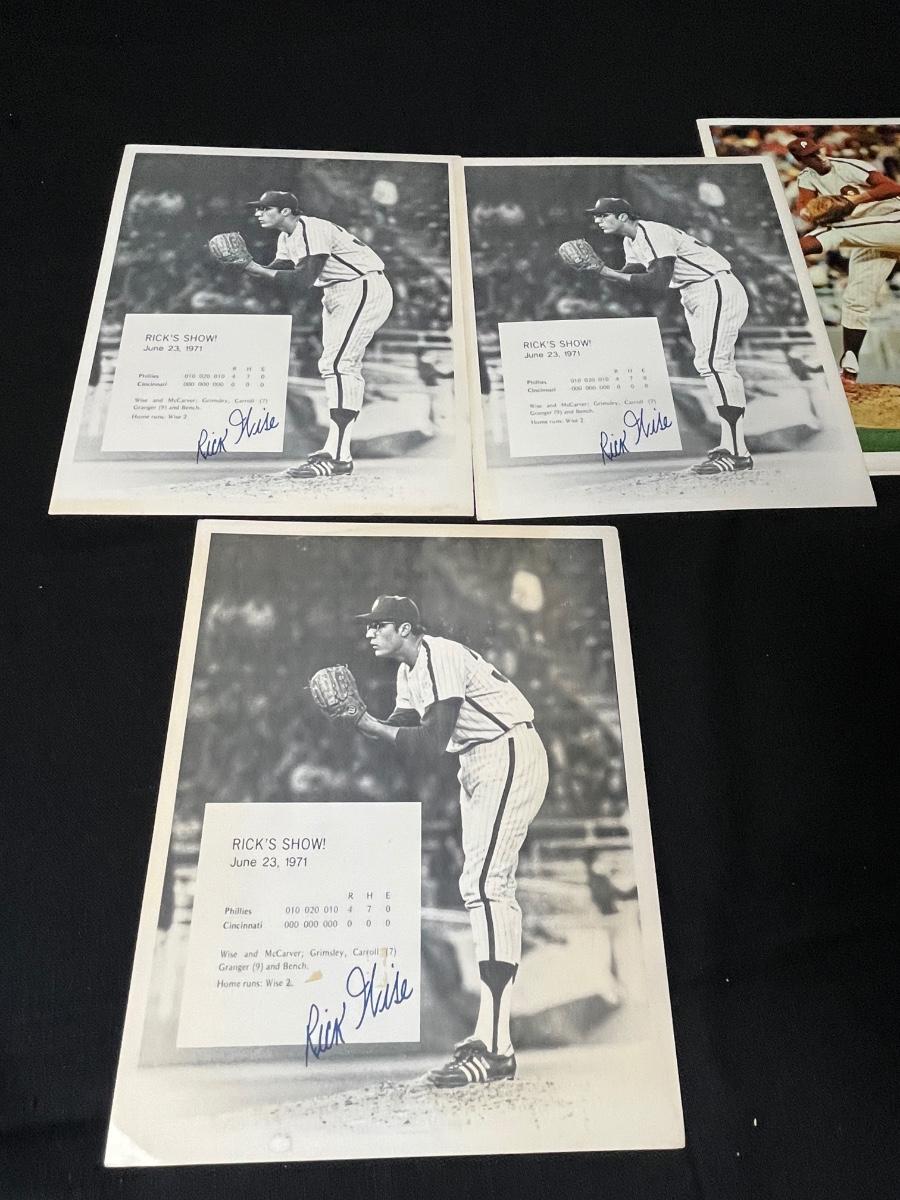 RICK'S SHOW!
June 23, 1971
R H E
Phillies 010 020 010 4 7 0
Cincinnati 000 000 000 0 0 0
Wise and McCarver; Grimsley, Carroll (7)
Granger (9) and Bench.
Home runs: Wise 2.
Rick Wise
RICK'S SHOW!
June 23, 1971
R H E
Phillies 010 020 010 4 7 0
Cincinnati 000 000 000 0 0 0
Wise and McCarver; Grimsley, Carroll (7)
Granger (9) and Bench.
Home runs: Wise 2.
Rick Wise
P
RICK'S SHOW!
June 23, 1971
R H E
Phillies 010 020 010 4 7 0
Cincinnati 000 000 000 0 0 0
Wise and McCarver; Grimsley, Carroll (7)
Granger (9) and Bench.
Home runs: Wise 2.
Rick Wise